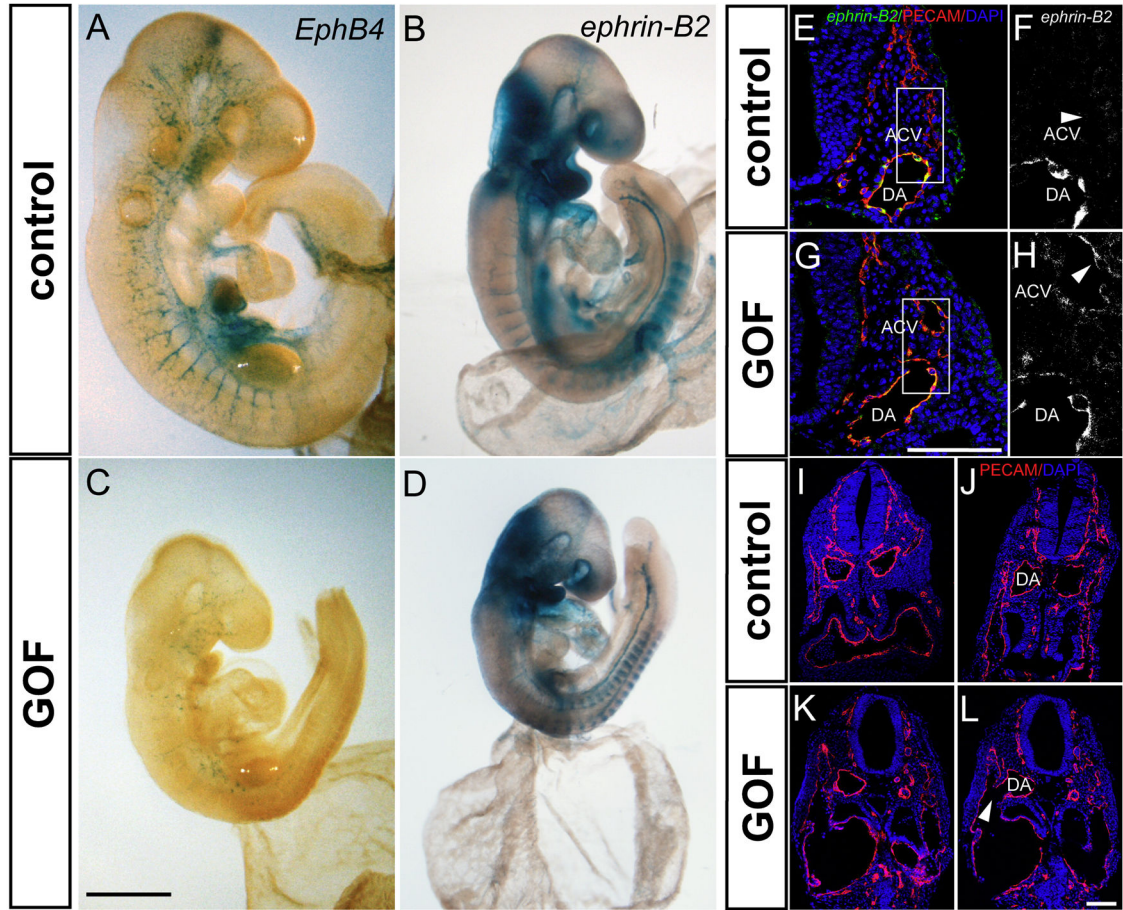 control
A
EphB4
B
ephrin-B2
GOF
C
D
control
E
ephrin-B2/PECAM/DAPI
ACV
DA
F
ephrin-B2
ACV
DA
GOF
G
ACV
DA
H
ACV
DA
control
I
J
PECAM/DAPI
DA
GOF
K
L
DA